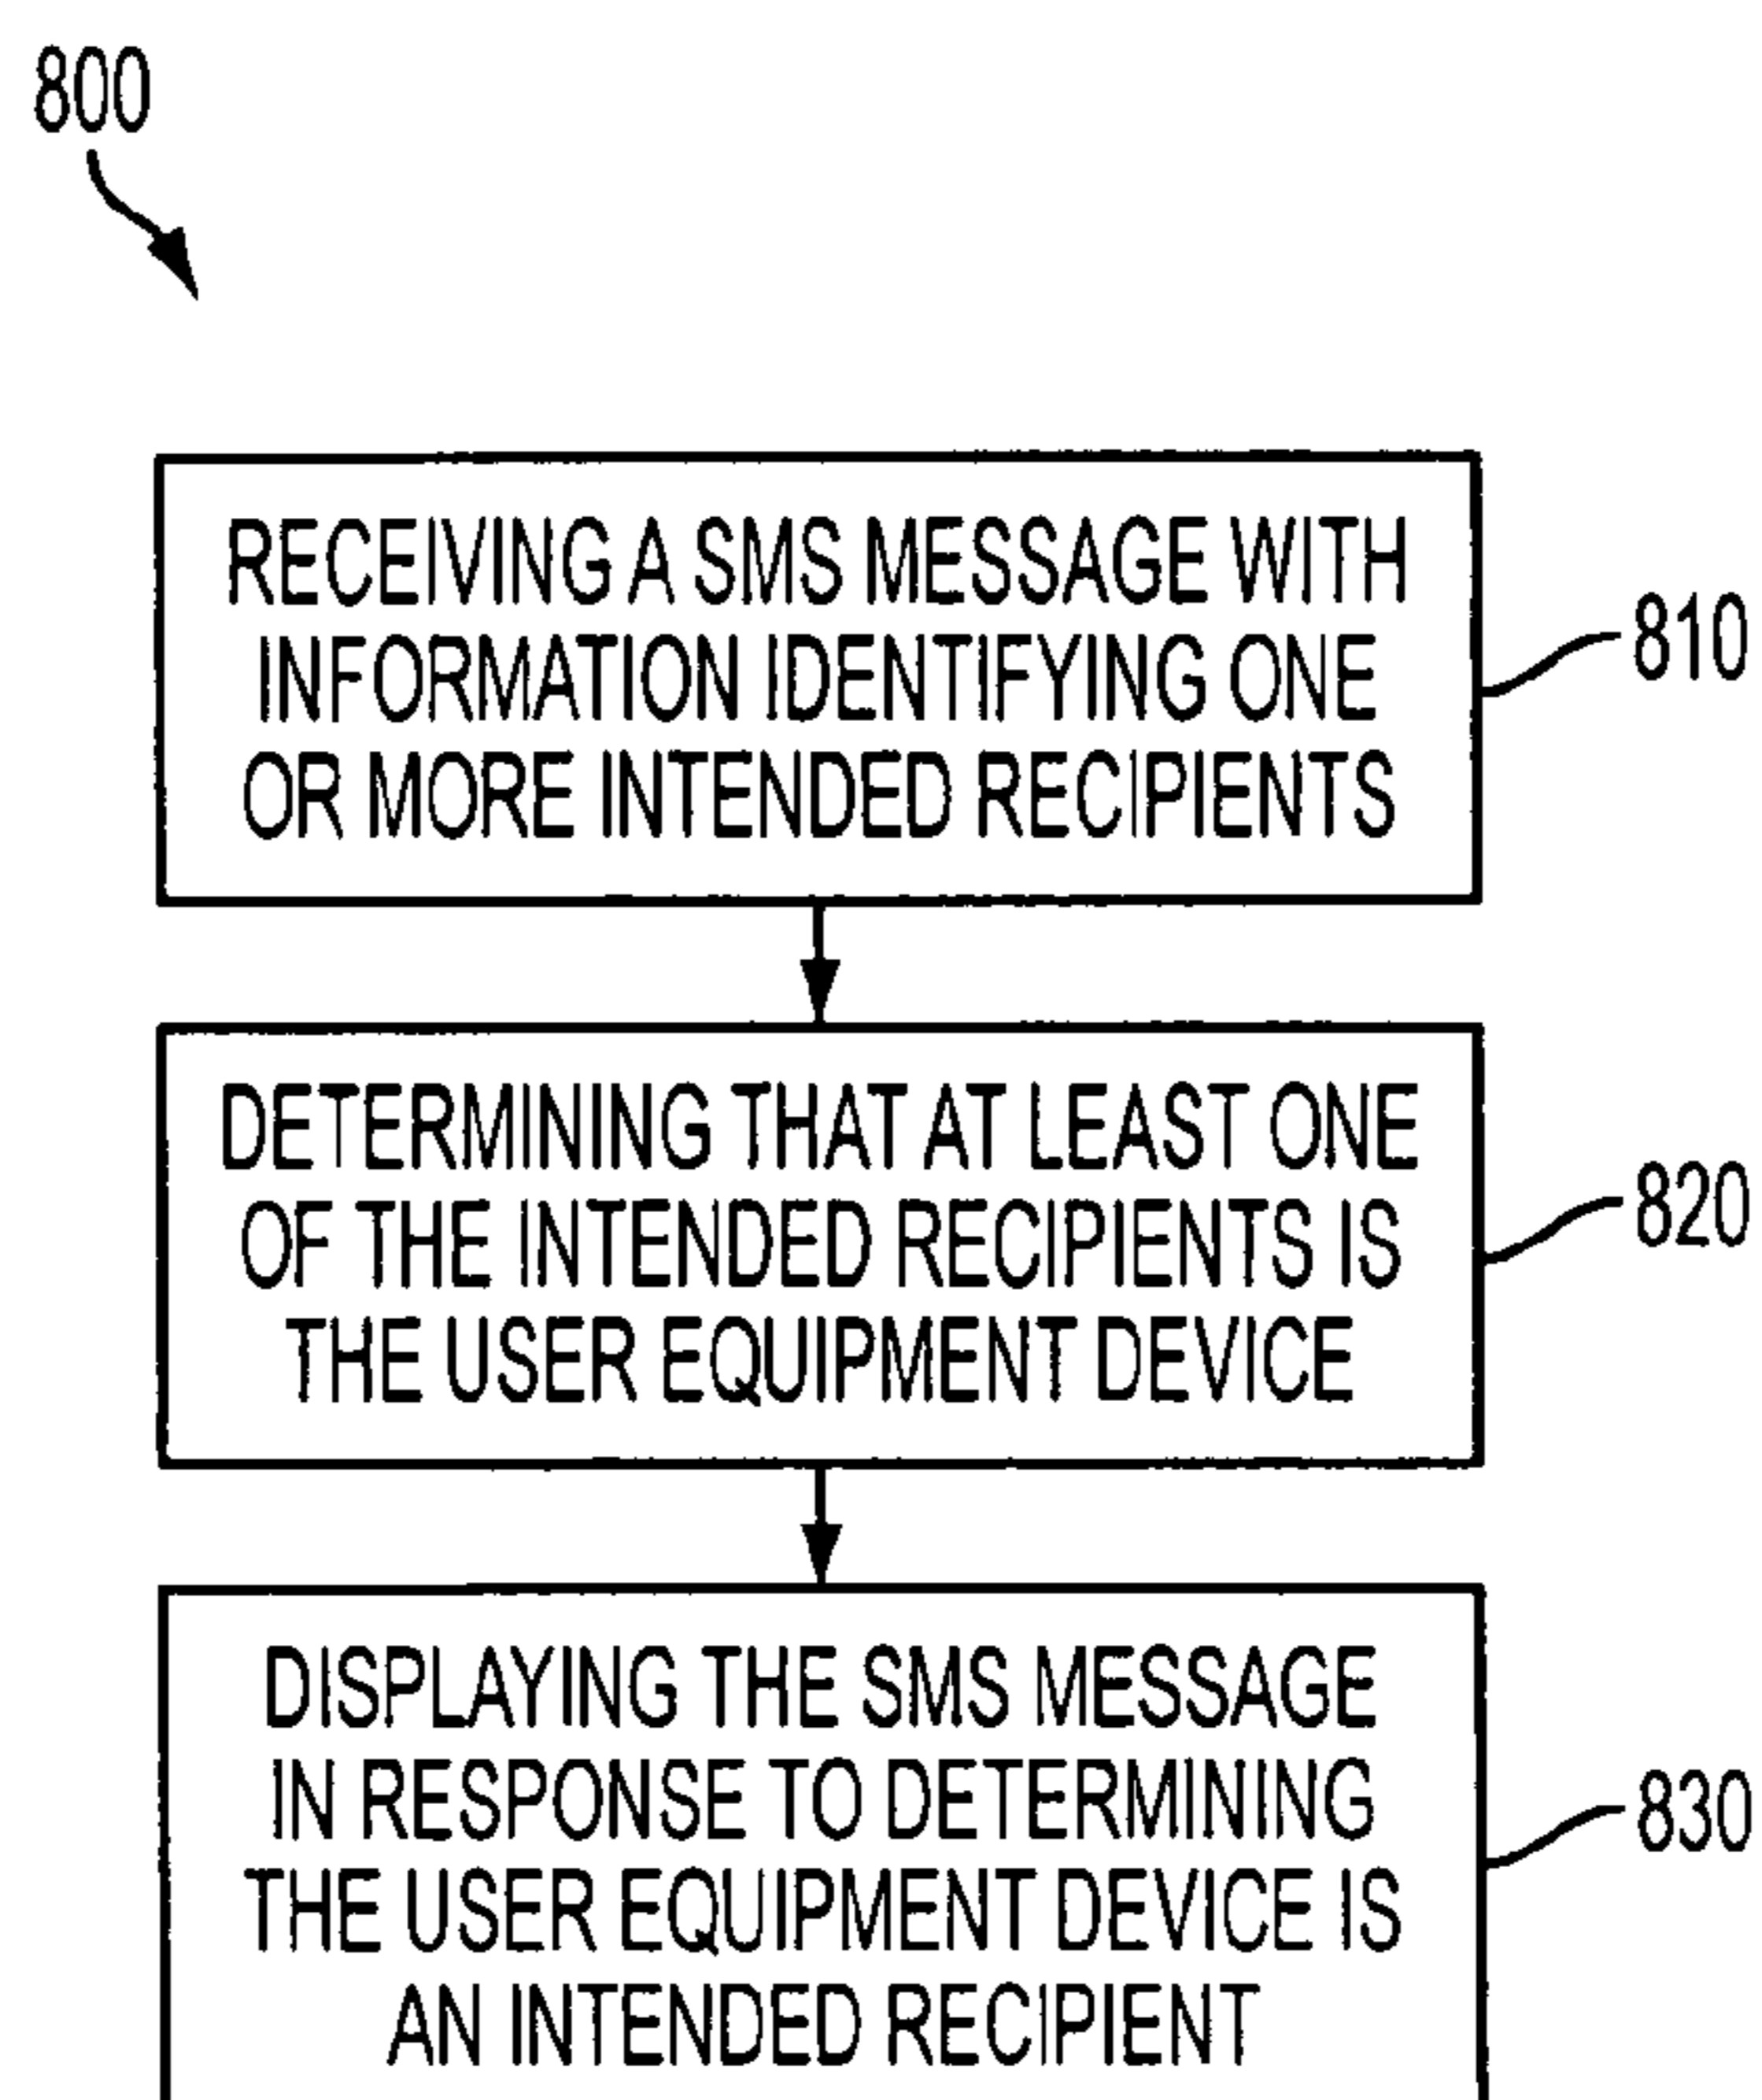 800
RECEIVING A SMS MESSAGE WITH
INFORMATION IDENTIFYING ONE
OR MORE INTENDED RECIPIENTS
810
DETERMINING THAT AT LEAST ONE
OF THE INTENDED RECIPIENTS IS
THE USER EQUIPMENT DEVICE
820
DISPLAYING THE SMS MESSAGE
IN RESPONSE TO DETERMINING
THE USER EQUIPMENT DEVICE IS
AN INTENDED RECIPIENT
830